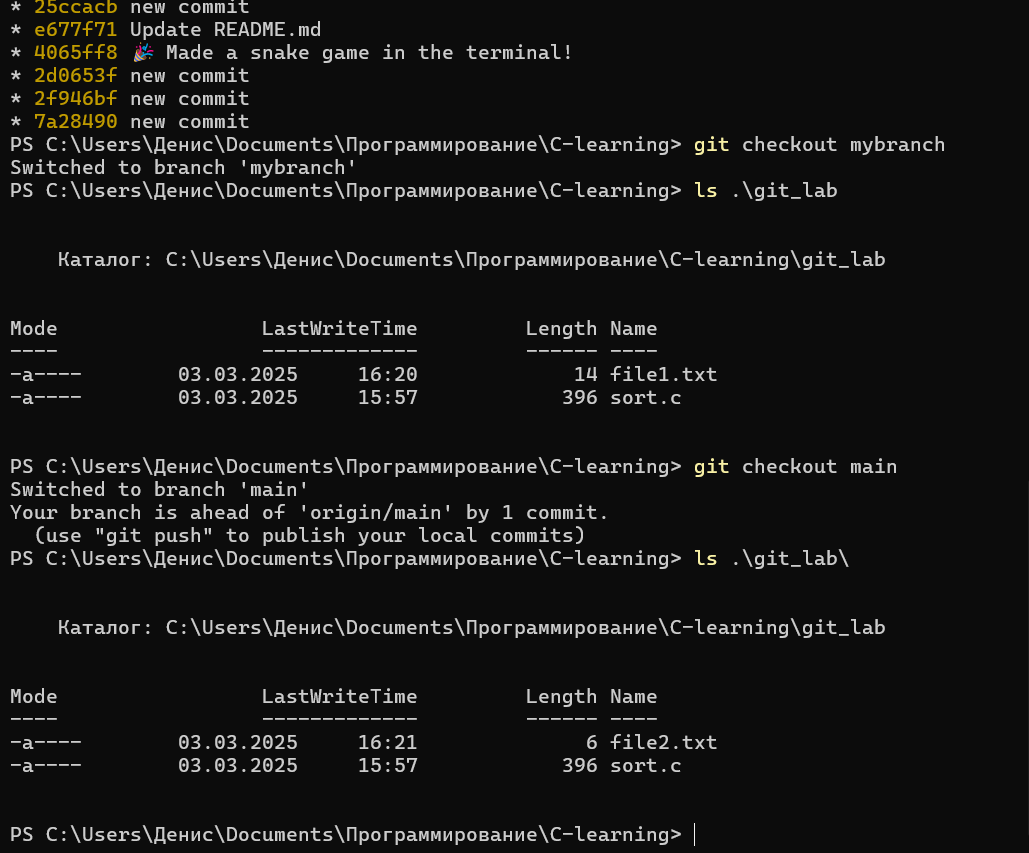 * 25ccacb new commit
* e677f71 Update README.md
* 4065ff8 🎉 Made a snake game in the terminal!
* 2d0653f new commit
* 2f946bf new commit
* 7a28490 new commit
PS C:\Users\Денис\Documents\Программирование\C-learning> git checkout mybranch
Switched to branch 'mybranch'
PS C:\Users\Денис\Documents\Программирование\C-learning> ls .\git_lab
Каталог: C:\Users\Денис\Documents\Программирование\C-learning\git_lab
Mode                 LastWriteTime         Length Name
----                 -------------         ------ ----
-a----        03.03.2025     16:20             14 file1.txt
-a----        03.03.2025     15:57            396 sort.c
PS C:\Users\Денис\Documents\Программирование\C-learning> git checkout main
Switched to branch 'main'
Your branch is ahead of 'origin/main' by 1 commit.
  (use "git push" to publish your local commits)
PS C:\Users\Денис\Documents\Программирование\C-learning> ls .\git_lab\
Каталог: C:\Users\Денис\Documents\Программирование\C-learning\git_lab
Mode                 LastWriteTime         Length Name
----                 -------------         ------ ----
-a----        03.03.2025     16:21              6 file2.txt
-a----        03.03.2025     15:57            396 sort.c
PS C:\Users\Денис\Documents\Программирование\C-learning>